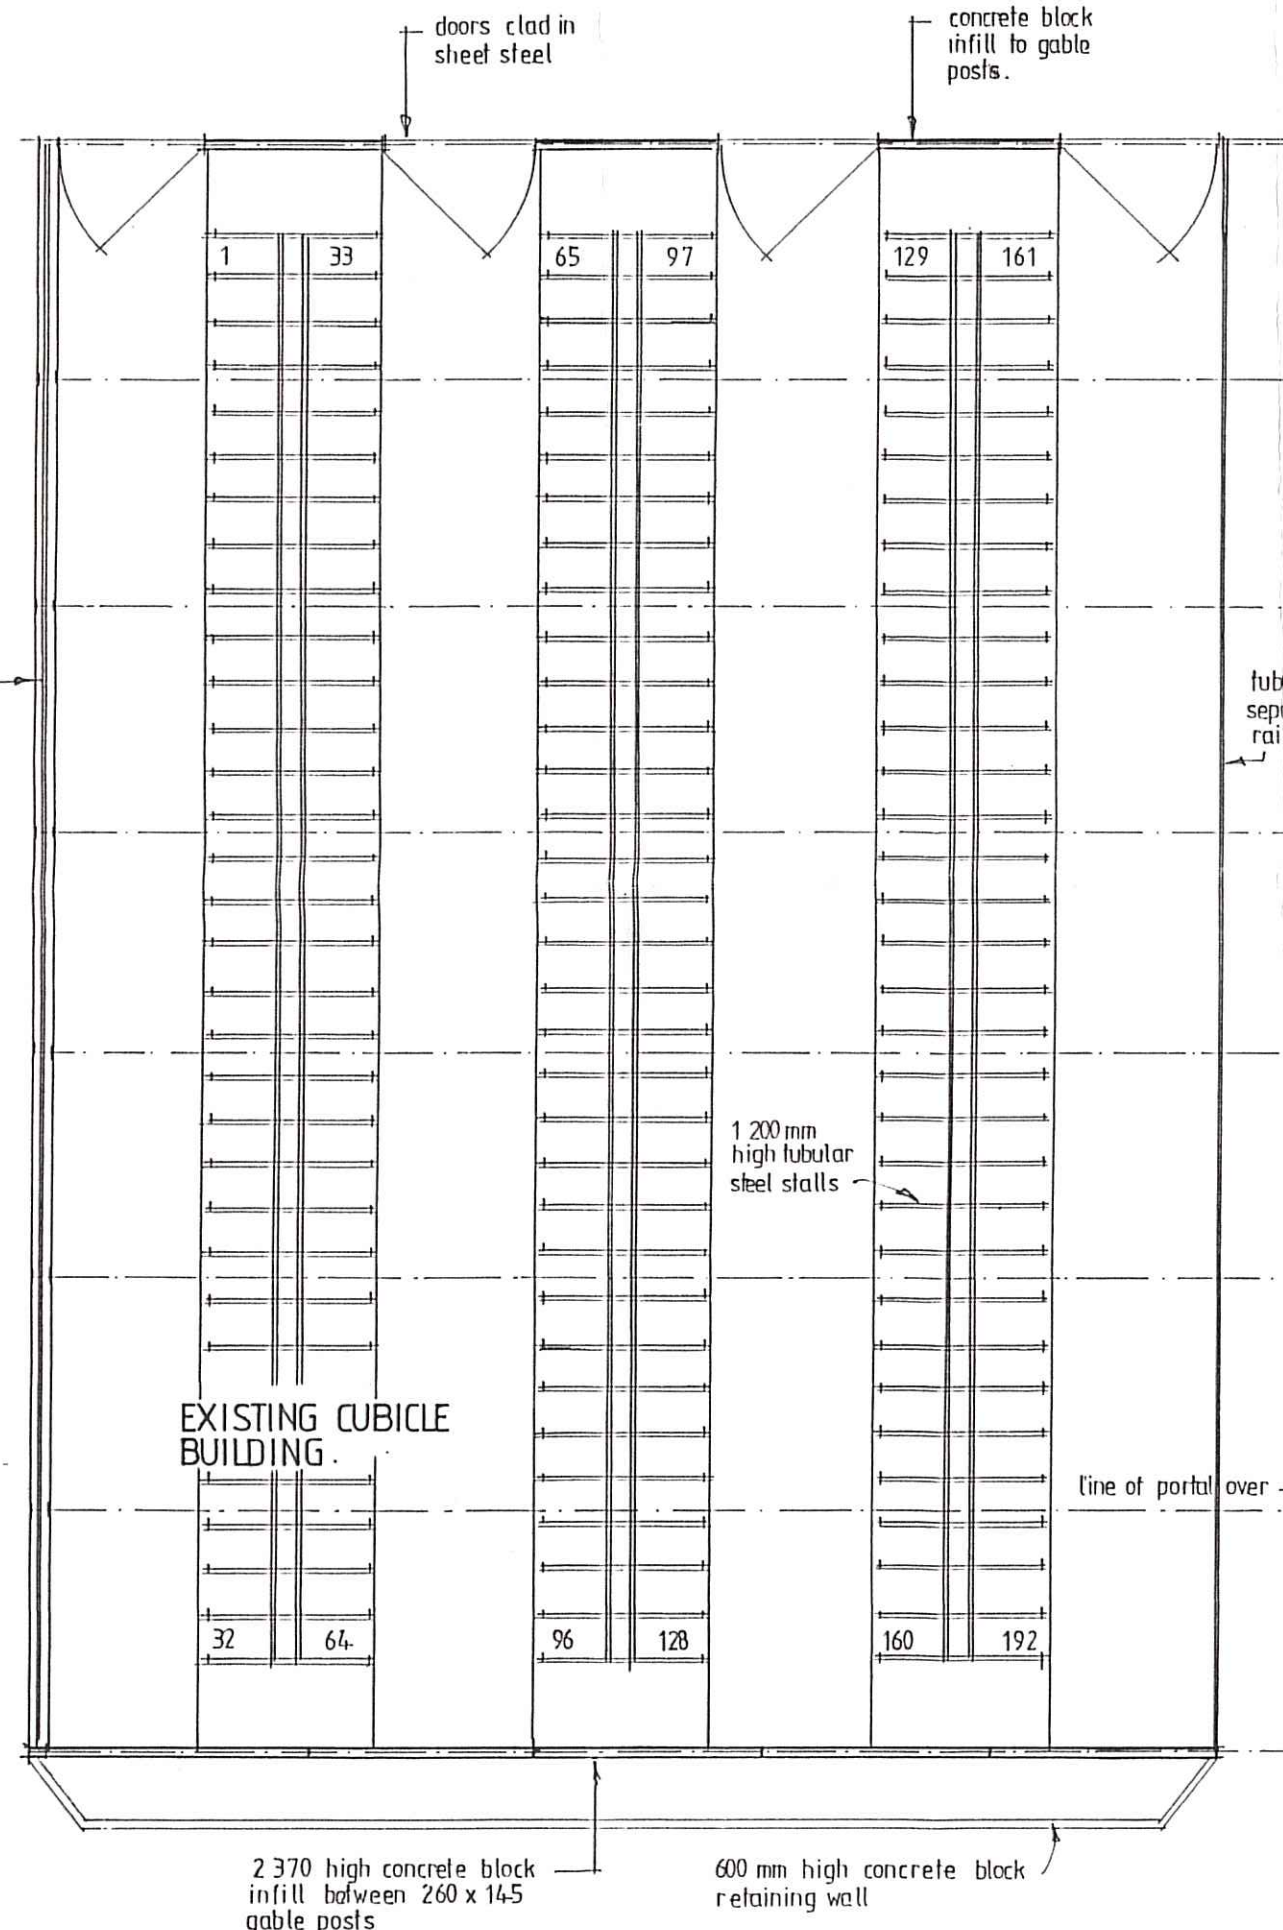 doors clad in
sheet steel
concrete block
infill to gable
posts.
1 33 65 97 129 161
1 200 mm
high tubular
steel stalls
EXISTING CUBICLE
BUILDING.
line of portal over
32 64 96 128 160 192
2 370 high concrete block
infill between 260 x 145
gable posts
600 mm high concrete block
retaining wall